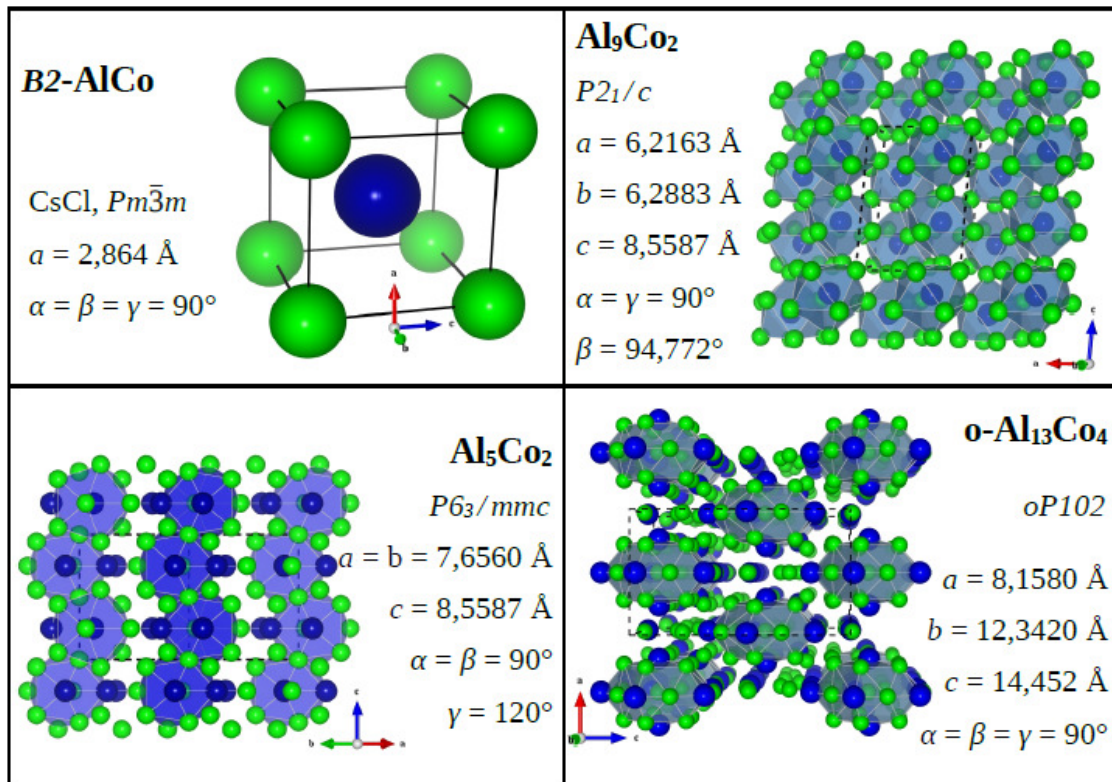 B2-AlCo
CsCl, Pm3̅m
a = 2,864 Å
α = β = γ = 90°
a
c
b
Al₉Co₂
P2₁/c
a = 6,2163 Å
b = 6,2883 Å
c = 8,5587 Å
α = γ = 90°
β = 94,772°
c
a
b
Al₅Co₂
P6₃/mmc
a = b = 7,6560 Å
c = 8,5587 Å
α = β = 90°
γ = 120°
c
b
a
o-Al₁₃Co₄
oP102
a = 8,1580 Å
b = 12,3420 Å
c = 14,452 Å
α = β = γ = 90°
a
b
c